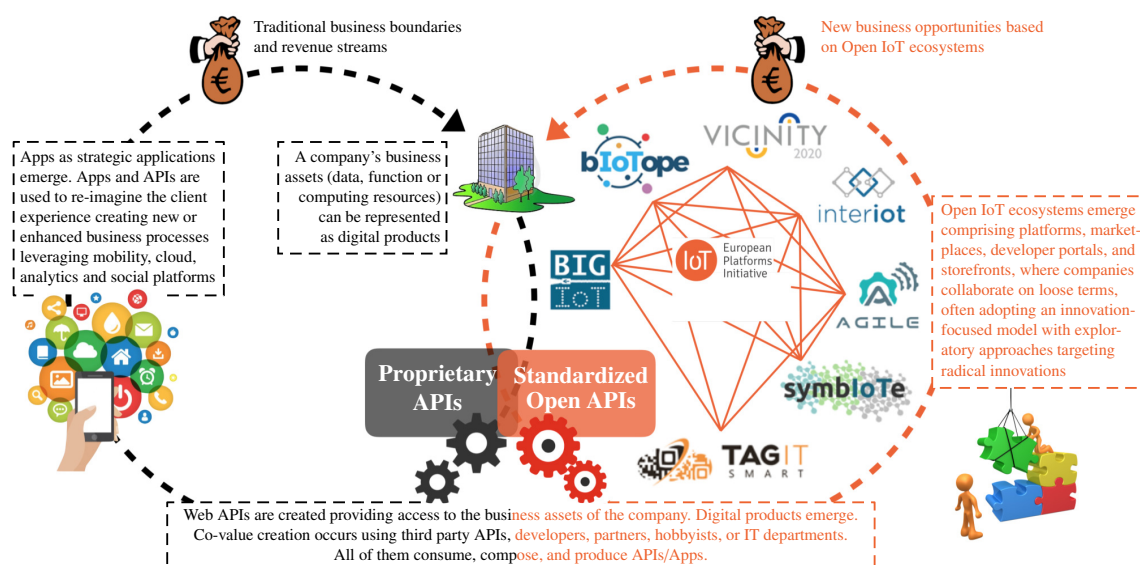 Traditional business boundaries
and revenue streams
New business opportunities based
on Open IoT ecosystems
€
€
Apps as strategic applications
emerge. Apps and APIs are
used to re-imagine the client
experience creating new or
enhanced business processes
leveraging mobility, cloud,
analytics and social platforms
A company's business
assets (data, function or
computing resources)
can be represented
as digital products
bIoTope
VICINITY
2020
interiot
BIG
IoT
IoT
European
Platforms
Initiative
AGILE
symbIoTe
TAGIT
SMART
Open IoT ecosystems emerge
comprising platforms, market-
places, developer portals, and
storefronts, where companies
collaborate on loose terms,
often adopting an innovation-
focused model with explor-
atory approaches targeting
radical innovations
Proprietary
APIs
Standardized
Open APIs
Web APIs are created providing access to the business assets of the company. Digital products emerge.
Co-value creation occurs using third party APIs, developers, partners, hobbyists, or IT departments.
All of them consume, compose, and produce APIs/Apps.